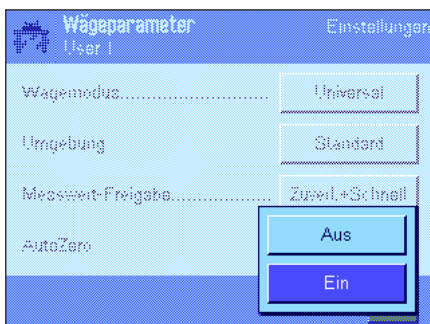 Wägeparameter Einstellungen
User 1
Wägemodus........................... Universal
Umgebung Standard
Messwert-Freigabe................ Zuverl.+Schnell
AutoZero
Aus
Ein